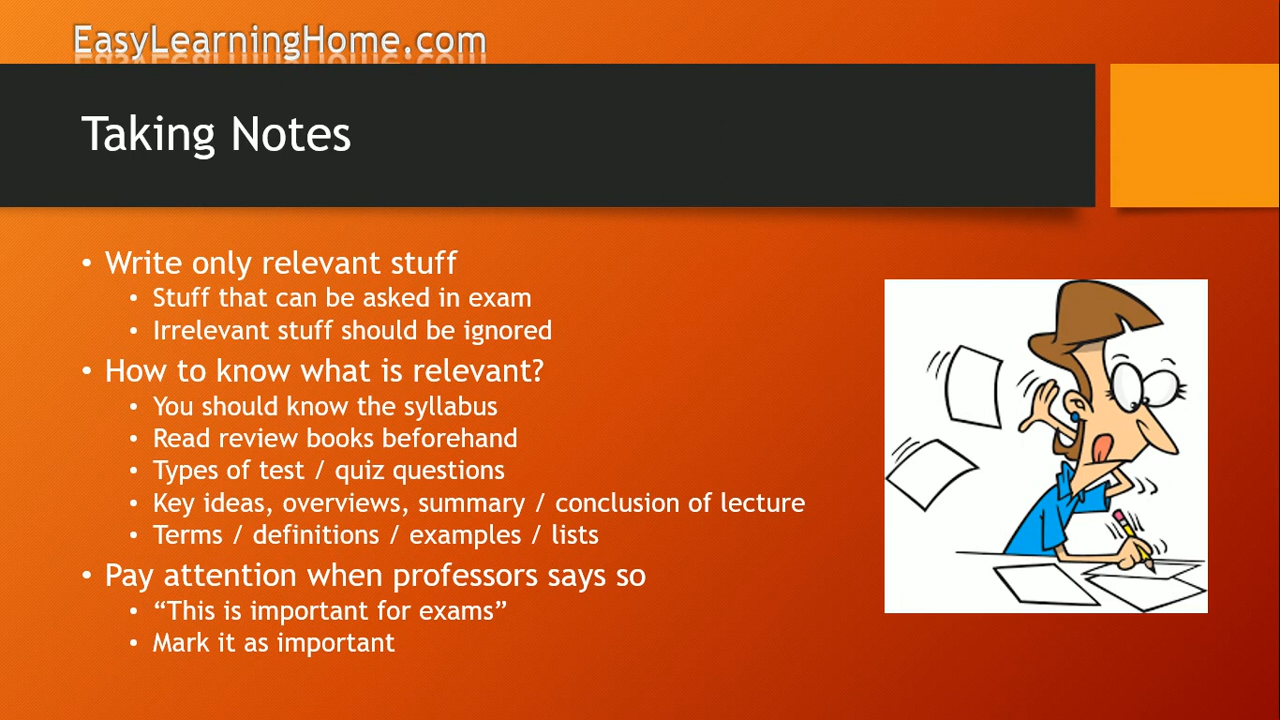 EasyLearningHome.com
Taking Notes
• Write only relevant stuff
• Stuff that can be asked in exam
• Irrelevant stuff should be ignored
• How to know what is relevant?
• You should know the syllabus
• Read review books beforehand
• Types of test / quiz questions
• Key ideas, overviews, summary / conclusion of lecture
• Terms / definitions / examples / lists
• Pay attention when professors says so
• “This is important for exams”
• Mark it as important